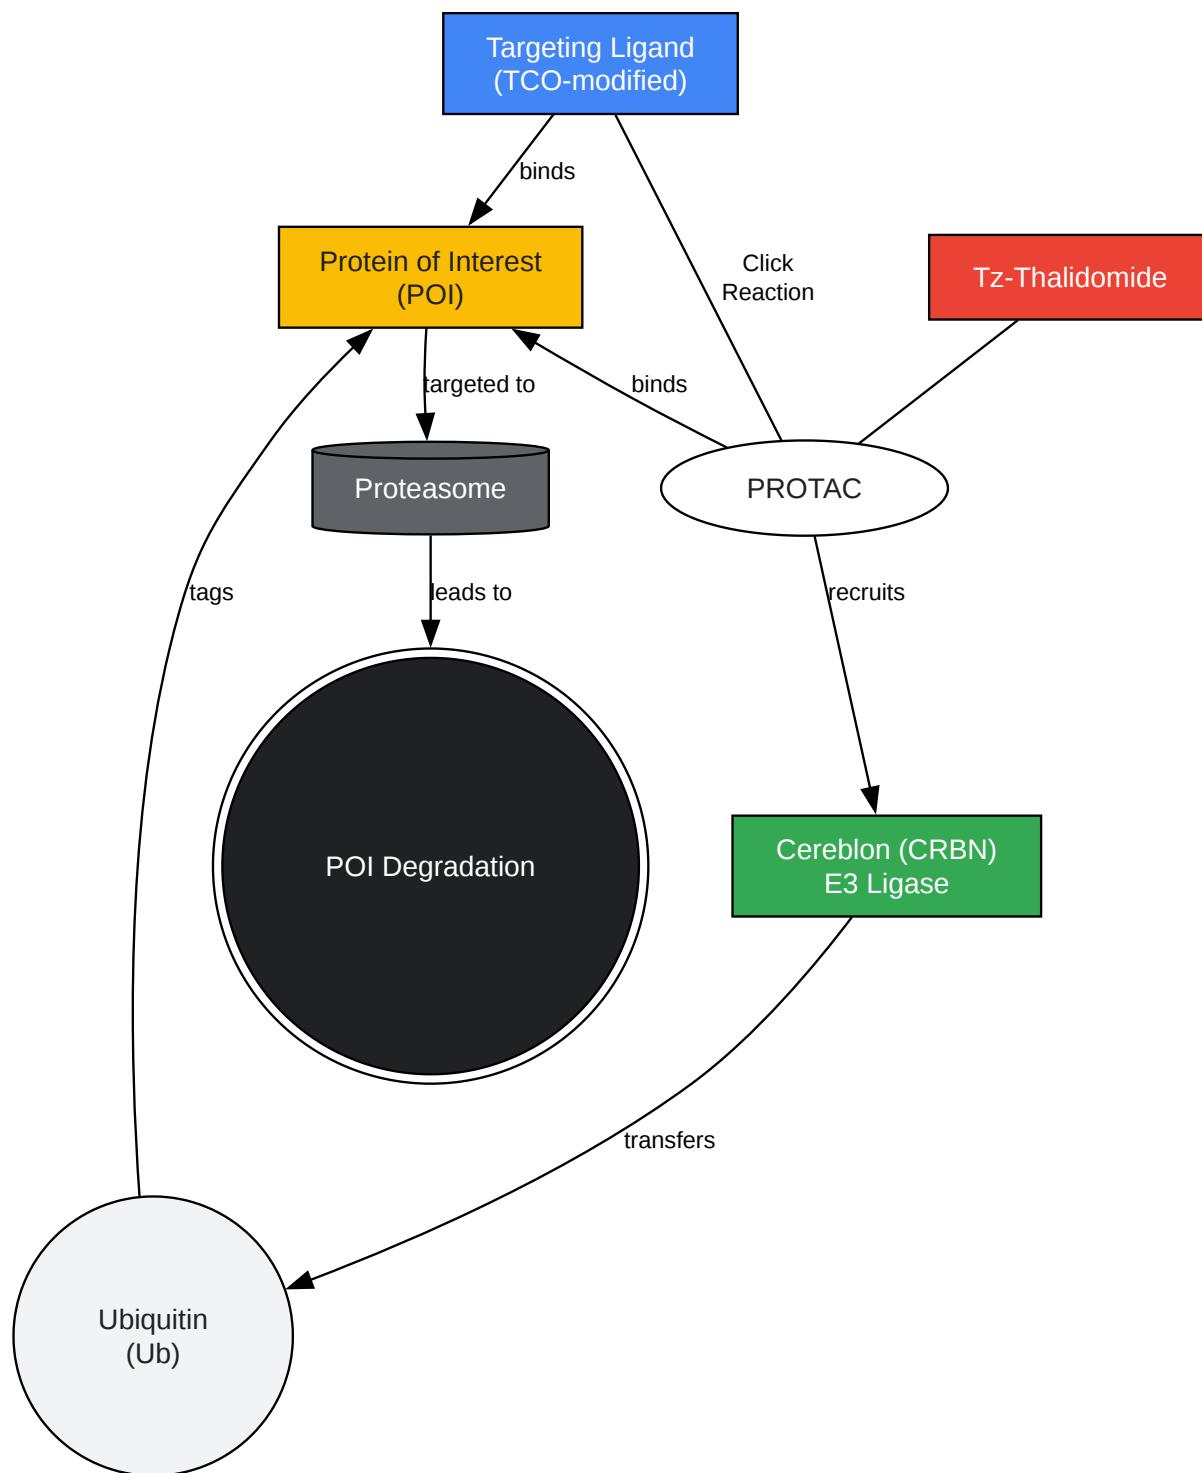 Targeting Ligand
(TCO-modified)
binds
Protein of Interest
(POI)
Click
Reaction
Tz-Thalidomide
targeted to
binds
Proteasome
PROTAC
tags
leads to
recruits
POI Degradation
Cereblon (CRBN)
E3 Ligase
transfers
Ubiquitin
(Ub)